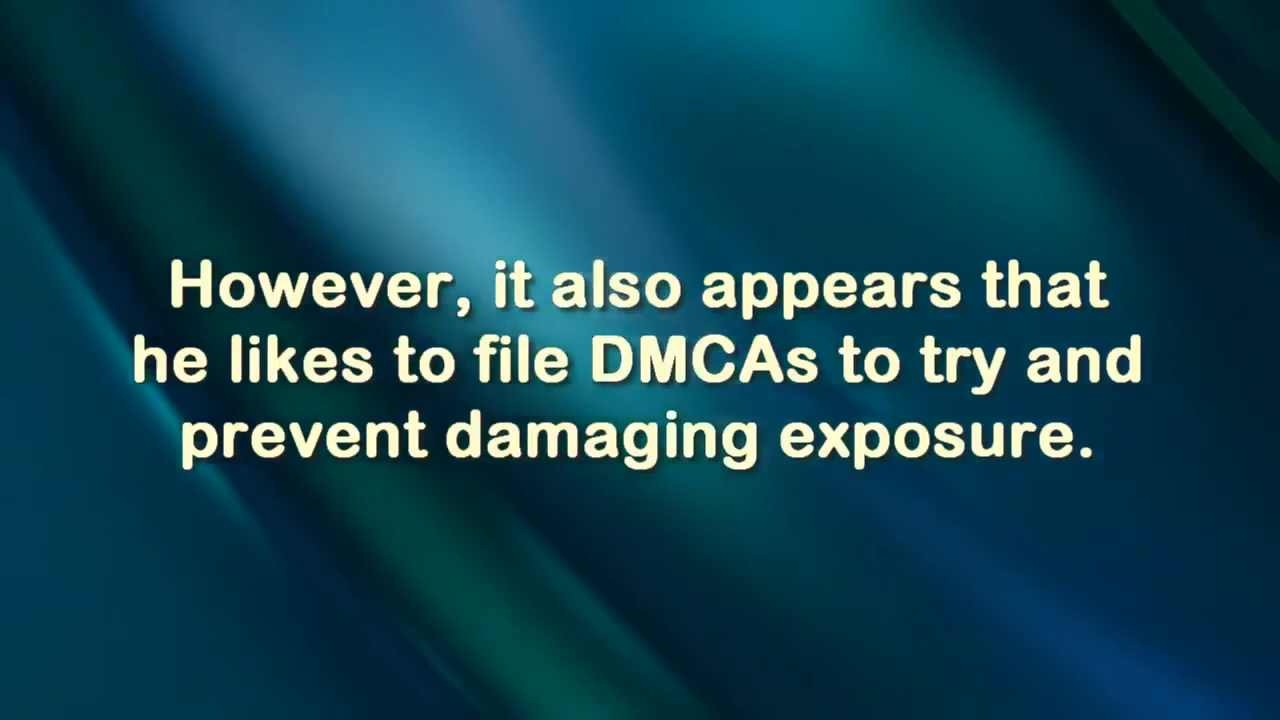 However, it also appears that
he likes to file DMCAs to try and
prevent damaging exposure.